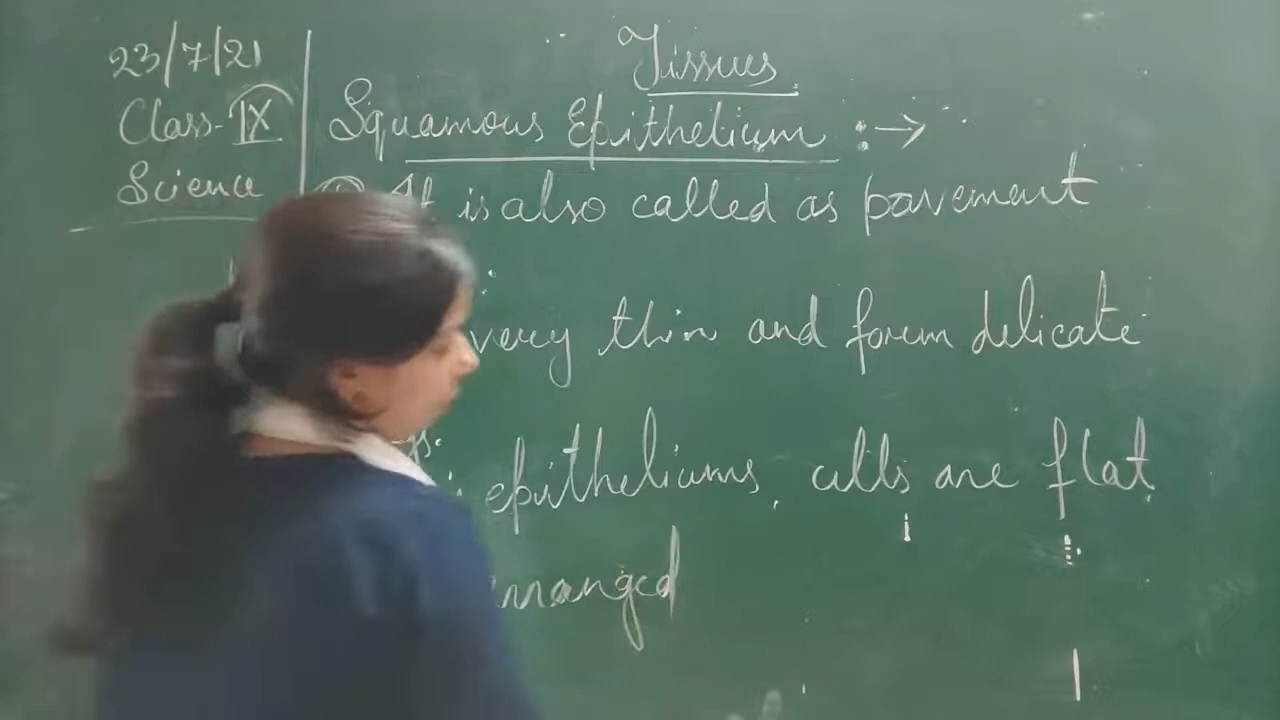 23/7/21
Class-IX
Science
Tissues
Squamous Epithelium :→
It is also called as pavement
very thin and form delicate
epitheliums, cells are flat
arranged